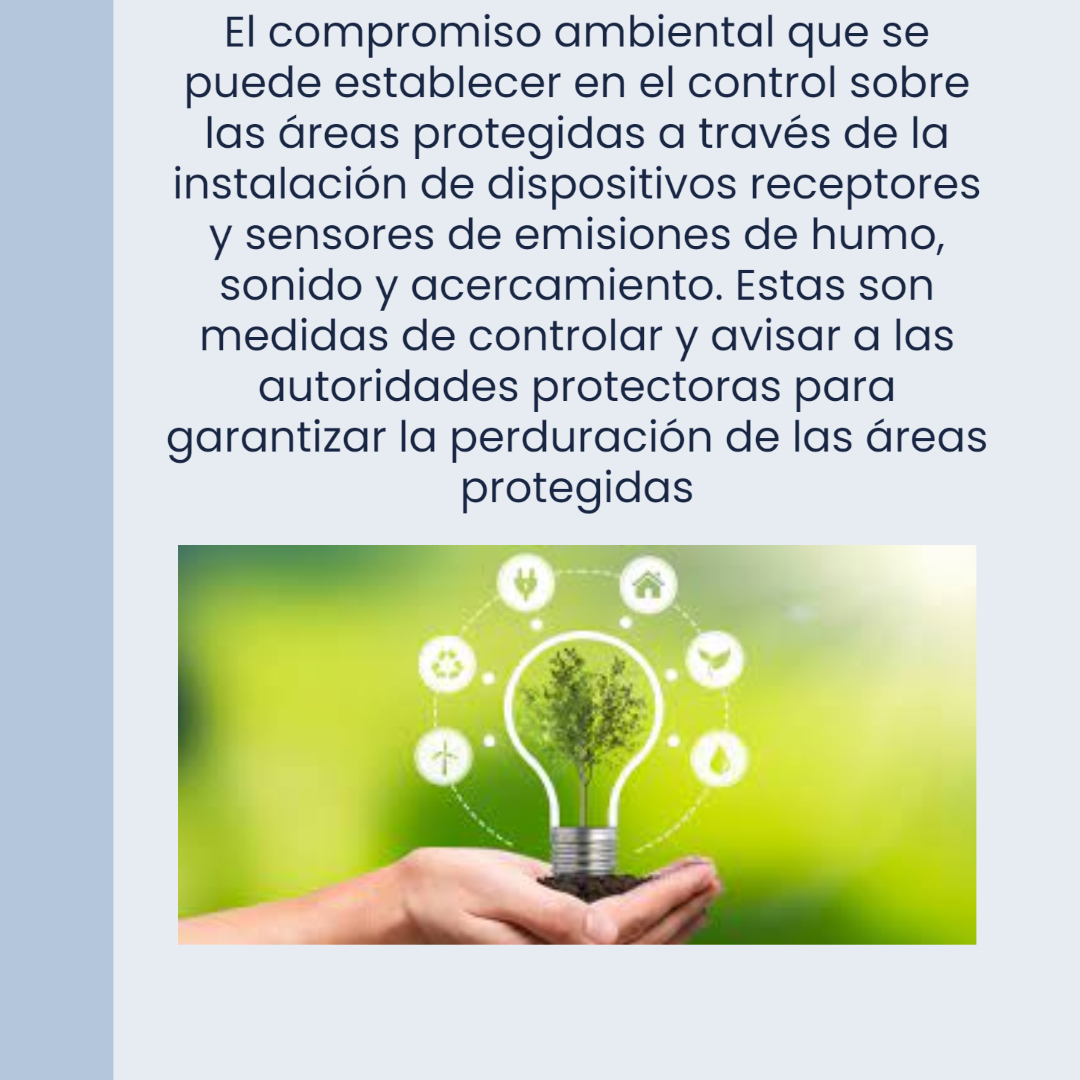 El compromiso ambiental que se
puede establecer en el control sobre
las áreas protegidas a través de la
instalación de dispositivos receptores
y sensores de emisiones de humo,
sonido y acercamiento. Estas son
medidas de controlar y avisar a las
autoridades protectoras para
garantizar la perduración de las áreas
protegidas